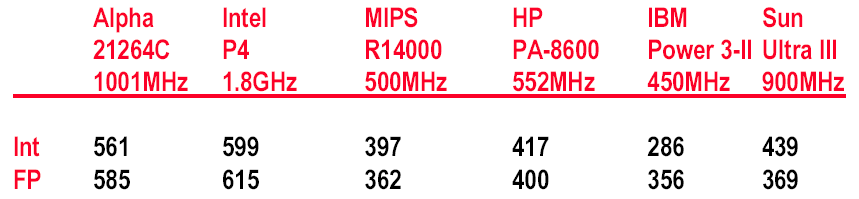 Alpha Intel MIPS HP IBM Sun
21264C P4 R14000 PA-8600 Power 3-II Ultra III
1001MHz 1.8GHz 500MHz 552MHz 450MHz 900MHz
Int 561 599 397 417 286 439
FP 585 615 362 400 356 369